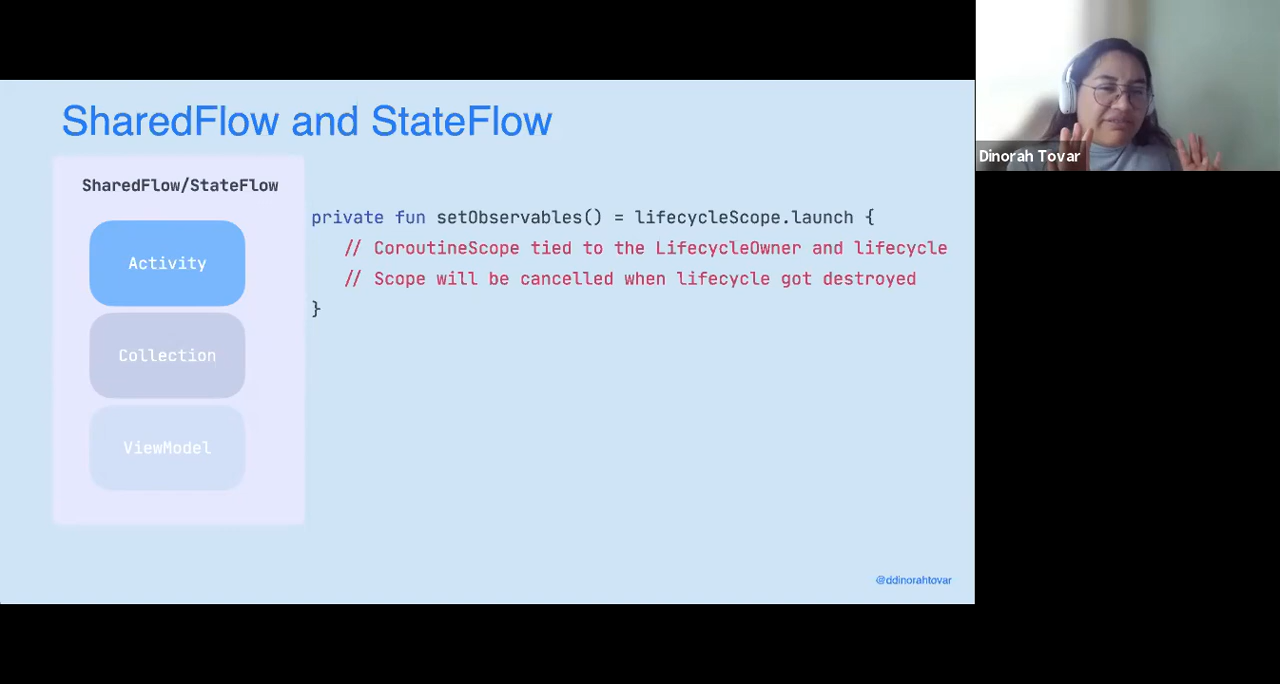 SharedFlow and StateFlow
SharedFlow/StateFlow
Activity
Collection
ViewModel
private fun setObservables() = lifecycleScope.launch {
// CoroutineScope tied to the LifecycleOwner and lifecycle
// Scope will be cancelled when lifecycle got destroyed
}
@ddinorahtovar
Dinorah Tovar